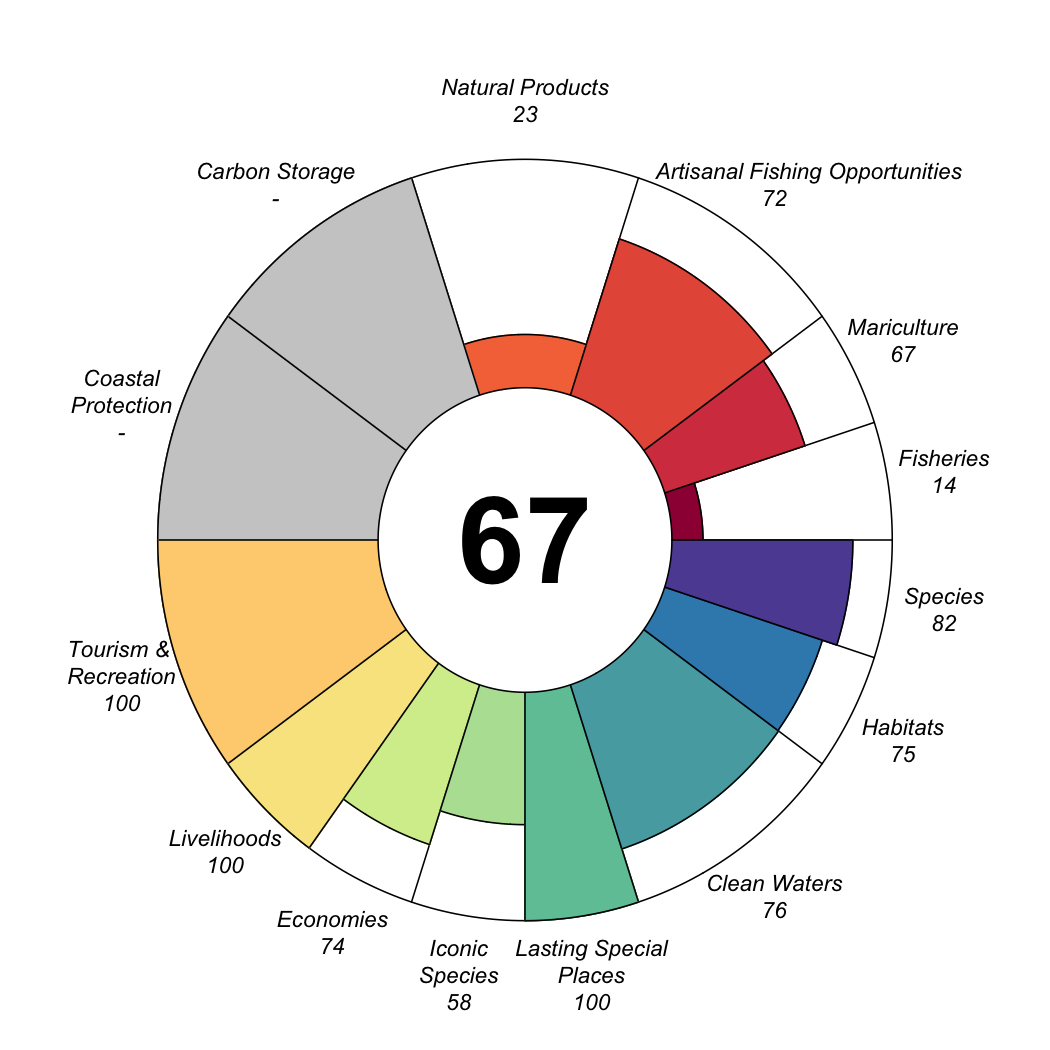 Natural Products
23
Artisanal Fishing Opportunities
72
Mariculture
67
Fisheries
14
Species
82
Habitats
75
Clean Waters
76
Lasting Special
Places
100
Iconic
Species
58
Economies
74
Livelihoods
100
Tourism &
Recreation
100
Coastal
Protection
-
Carbon Storage
-
67